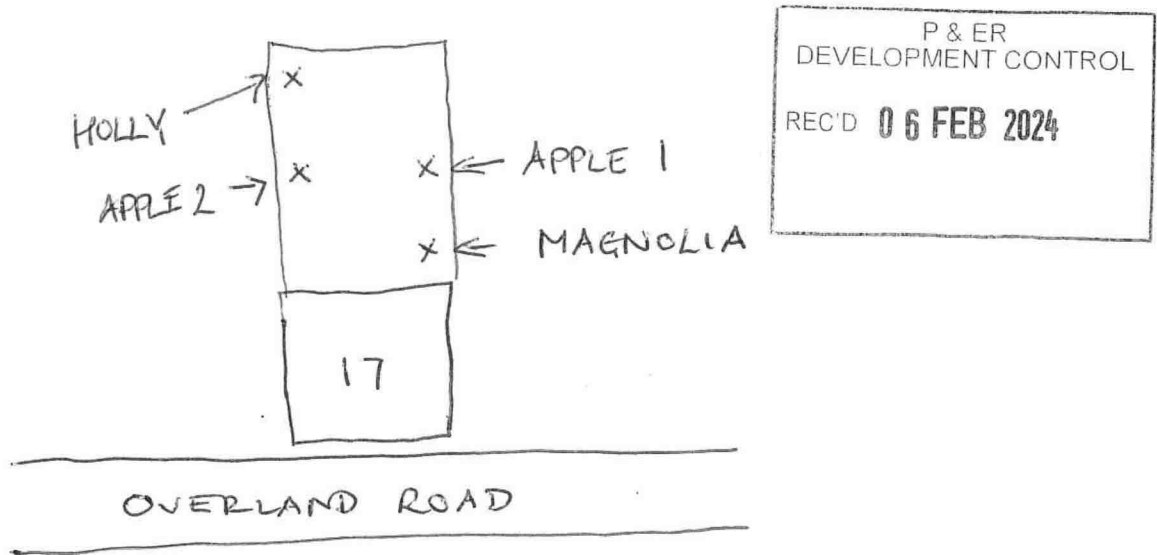 P & ER
DEVELOPMENT CONTROL
REC'D 06 FEB 2024
HOLLY
APPLE 1
APPLE 2
MAGNOLIA
17
OVERLAND ROAD